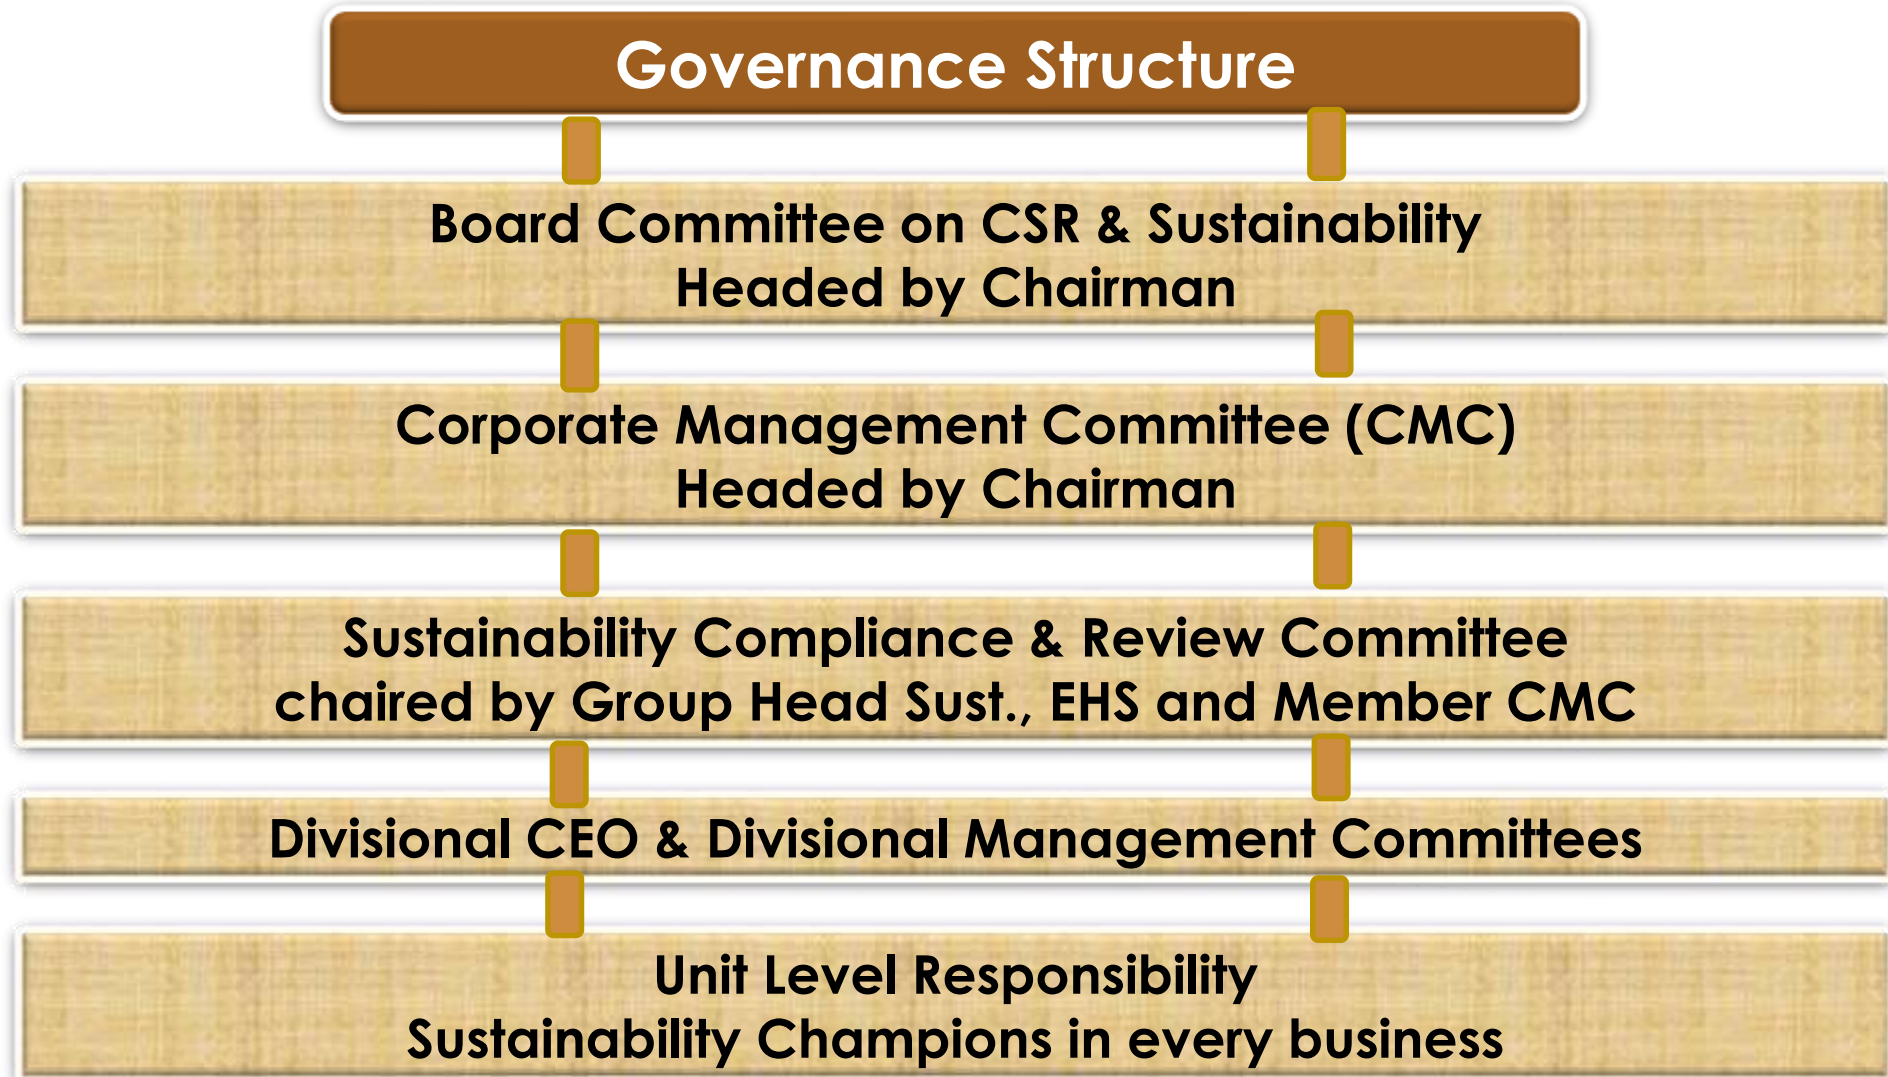 Governance Structure
Board Committee on CSR & Sustainability
Headed by Chairman
Corporate Management Committee (CMC)
Headed by Chairman
Sustainability Compliance & Review Committee
chaired by Group Head Sust., EHS and Member CMC
Divisional CEO & Divisional Management Committees
Unit Level Responsibility
Sustainability Champions in every business